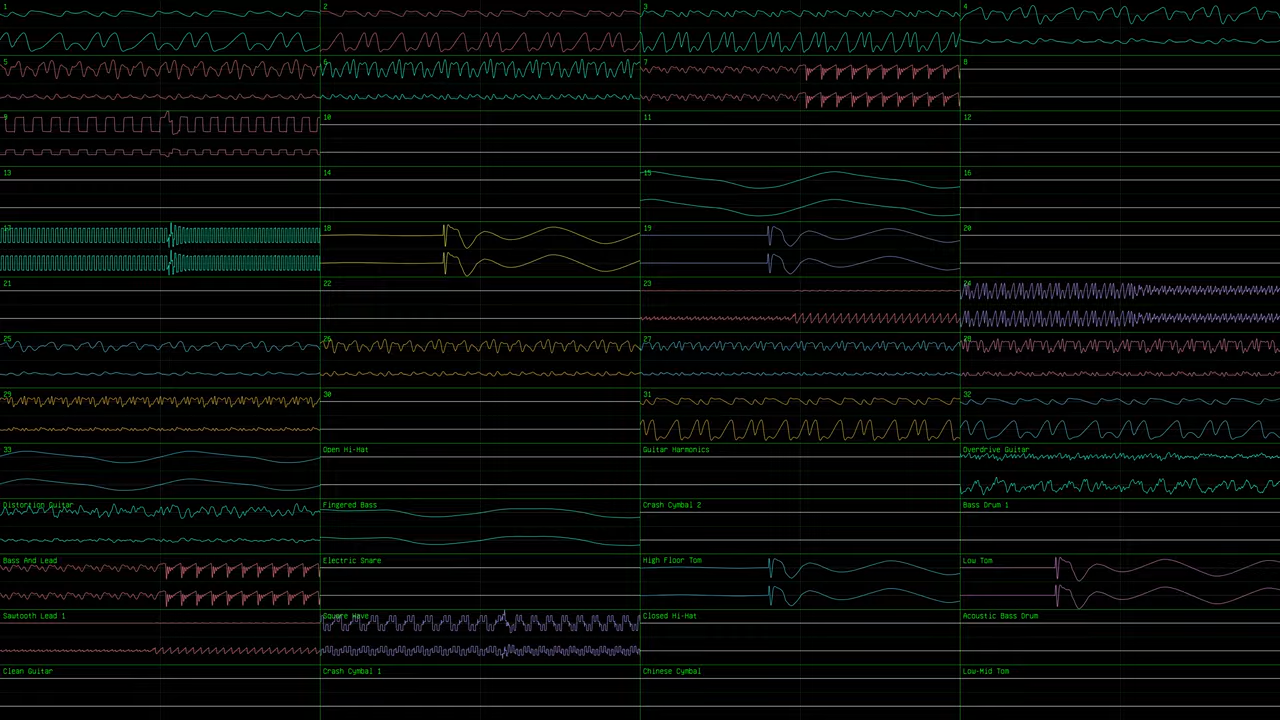 1 2 3 4
5 6 7 8
9 10 11 12
13 14 15 16
17 18 19 20
21 22 23 24
25 26 27 28
29 30 31 32
33 Open Hi-Hat Guitar Harmonics Overdrive Guitar
Distortion Guitar Fingered Bass Crash Cymbal 2 Bass Drum 1
Bass And Lead Electric Snare High Floor Tom Low Tom
Sawtooth Lead 1 Square Wave Closed Hi-Hat Acoustic Bass Drum
Clean Guitar Crash Cymbal 1 Chinese Cymbal Low-Mid Tom